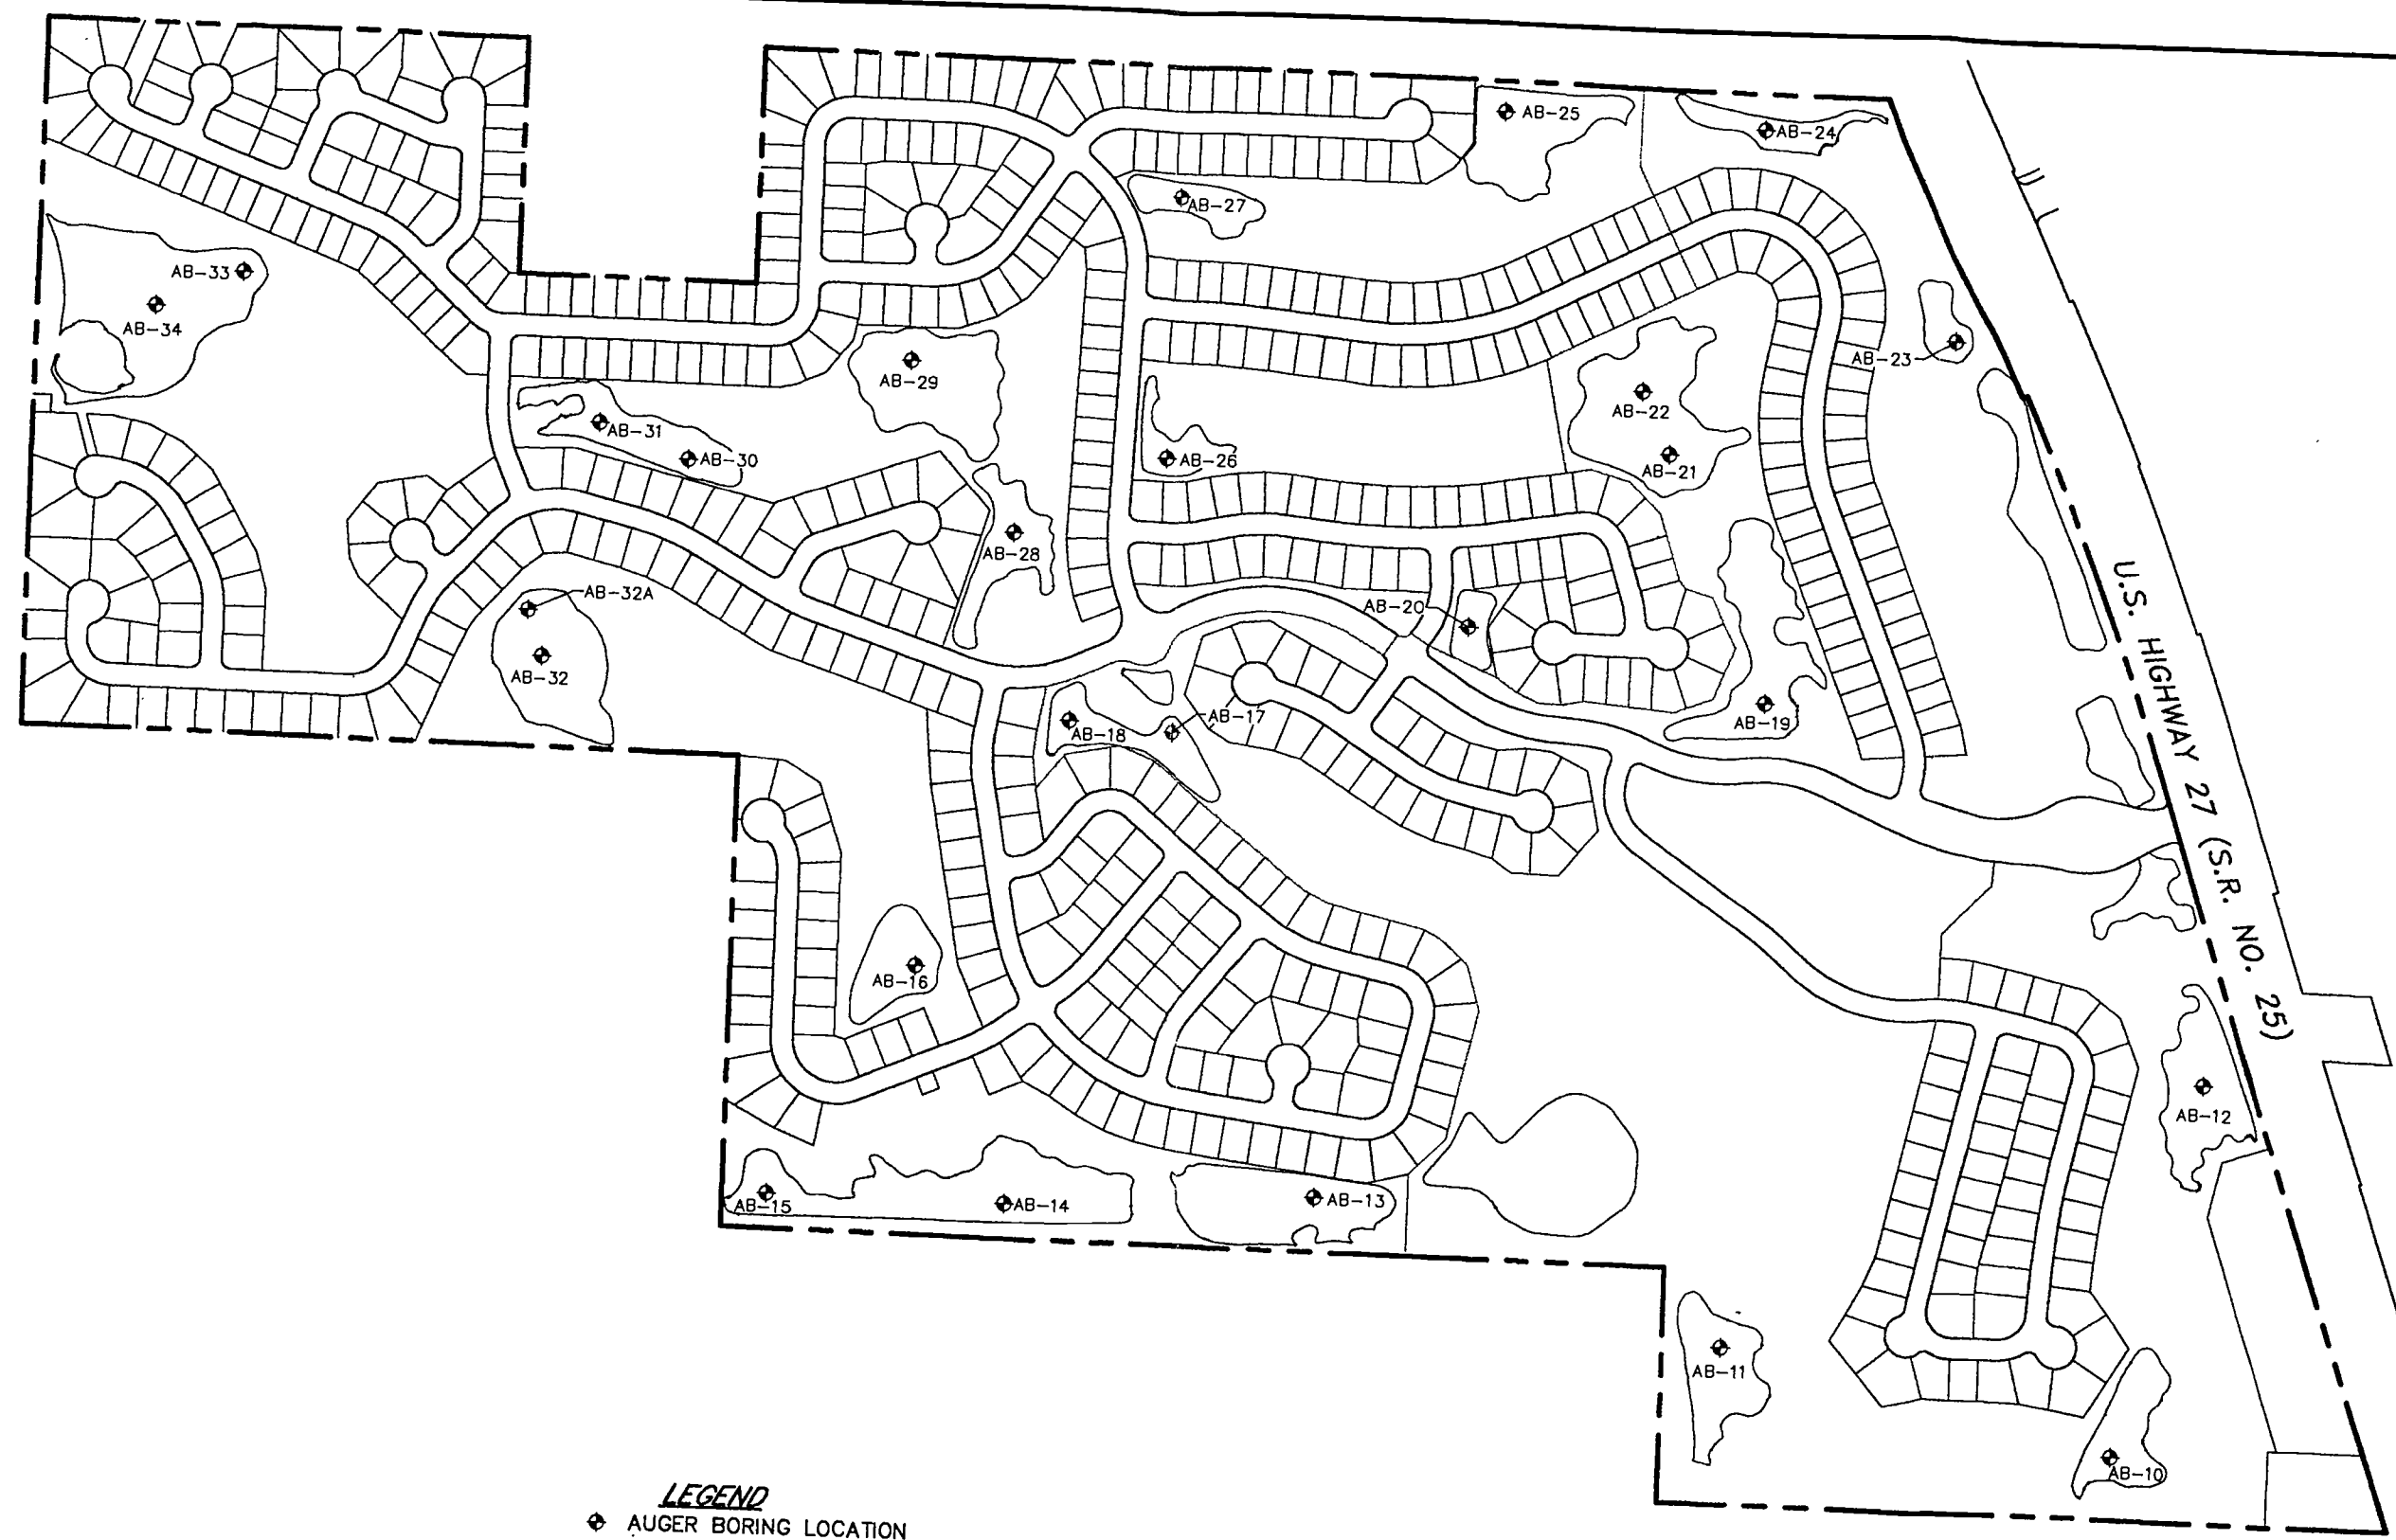 AB-25
AB-24
AB-27
AB-33
AB-34
AB-23
AB-29
AB-22
AB-31
AB-30
AB-26
AB-21
AB-28
AB-32A
AB-20
AB-32
AB-17
AB-18
AB-19
U.S. HIGHWAY 27 (S.R. NO. 25)
AB-16
AB-12
AB-15
AB-14
AB-13
AB-11
AB-10
LEGEND
AUGER BORING LOCATION